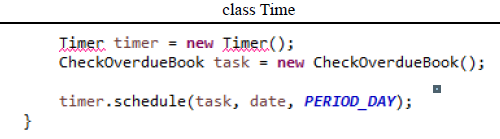 class Time
Timer timer = new Timer();
CheckOverdueBook task = new CheckOverdueBook();
timer.schedule(task, date, PERIOD_DAY);
}